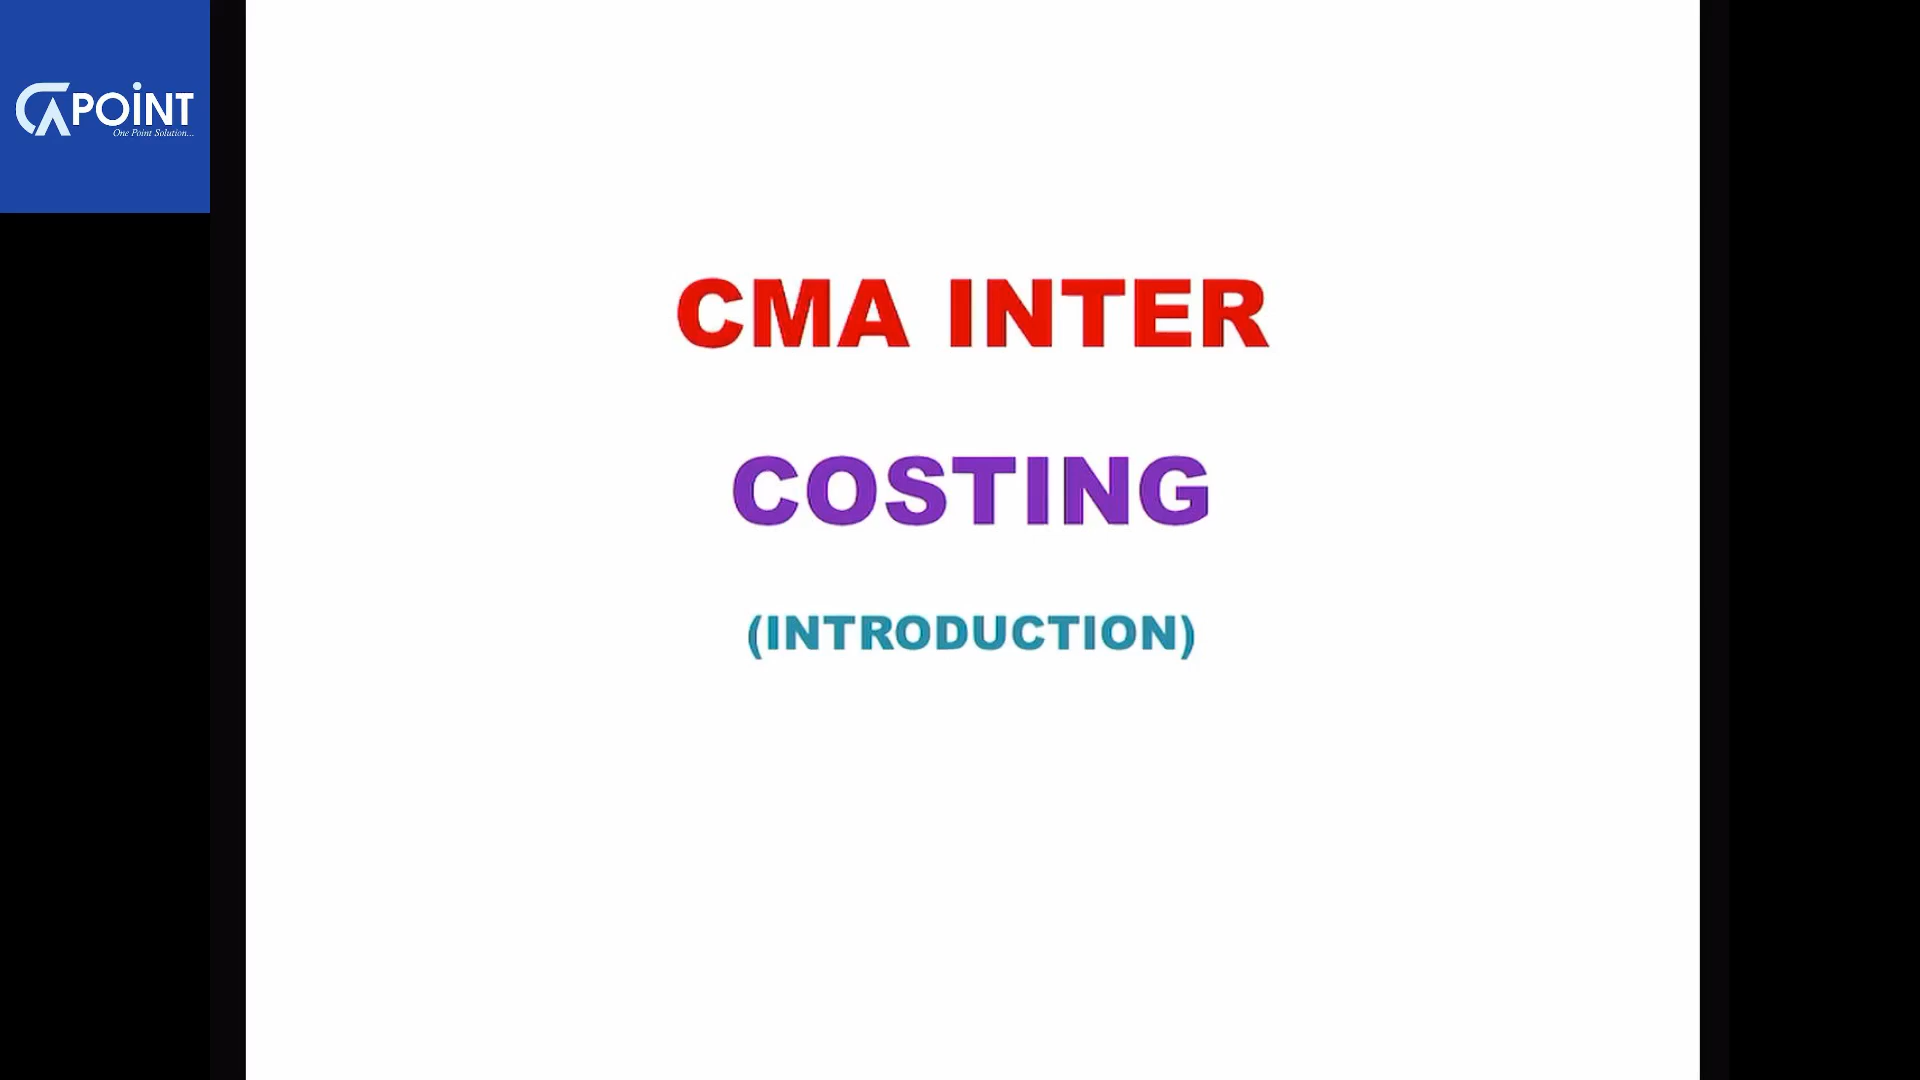 CAPOINT
One Point Solution...
CMA INTER
COSTING
(INTRODUCTION)